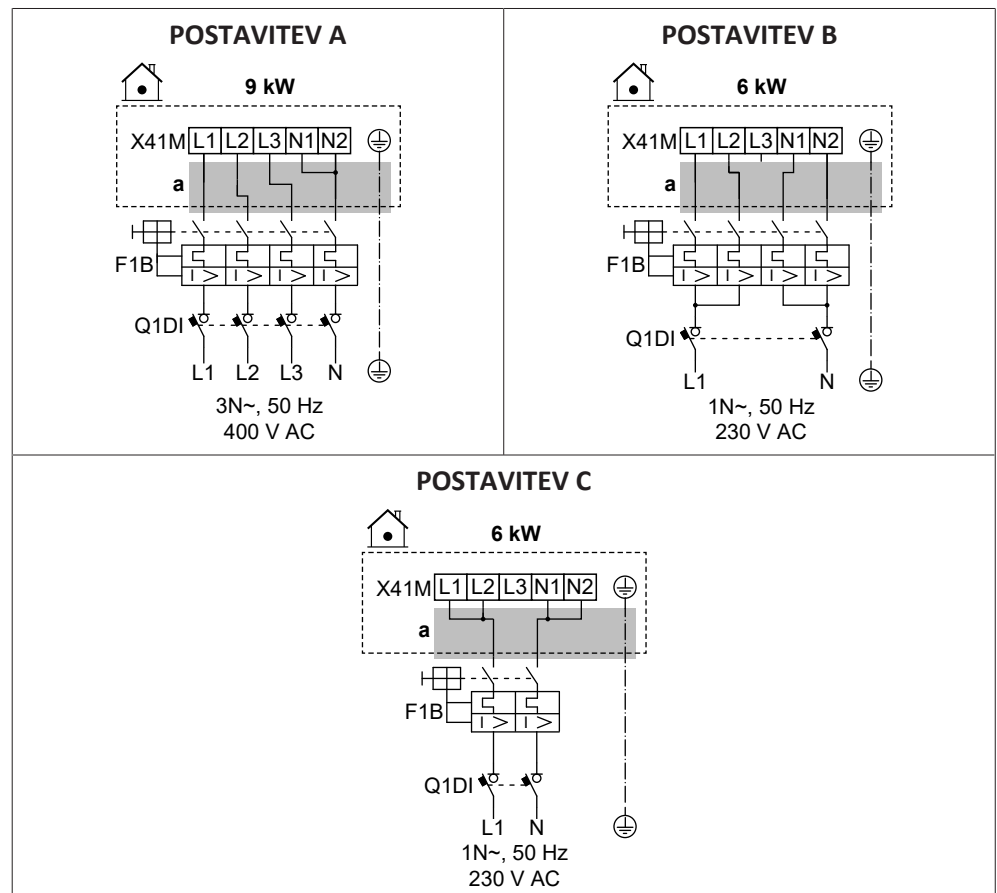 POSTAVITEV A
9 kW
X41M L1 L2 L3 N1 N2
a
F1B
I > I > I > I >
Q1DI
L1 L2 L3 N
3N~, 50 Hz
400 V AC
POSTAVITEV B
6 kW
X41M L1 L2 L3 N1 N2
a
F1B
I > I > I > I >
Q1DI
L1 N
1N~, 50 Hz
230 V AC
POSTAVITEV C
6 kW
X41M L1 L2 L3 N1 N2
a
F1B
I > I >
Q1DI
L1 N
1N~, 50 Hz
230 V AC